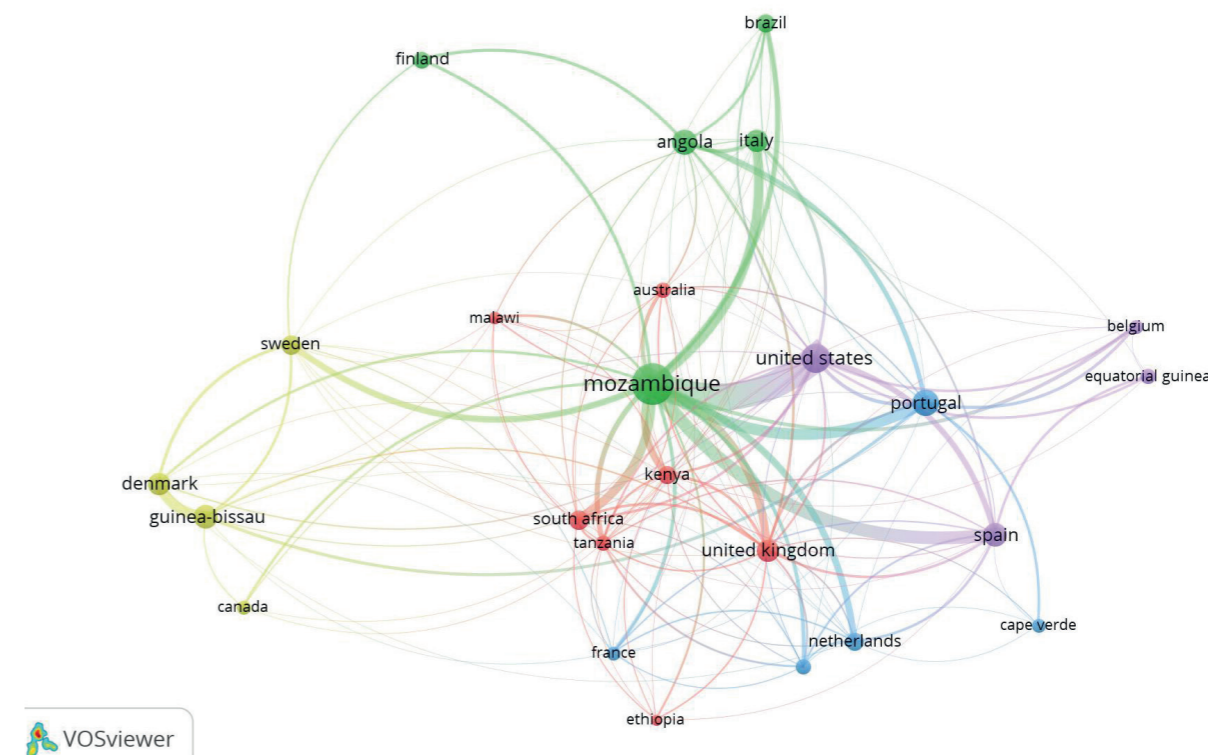 brazil
finland
angola
italy
australia
malawi
belgium
sweden
united states
equatorial guinea
mozambique
portugal
kenya
denmark
guinea-bissau
south africa
spain
tanzania
united kingdom
canada
cape verde
netherlands
france
ethiopia
VOSviewer